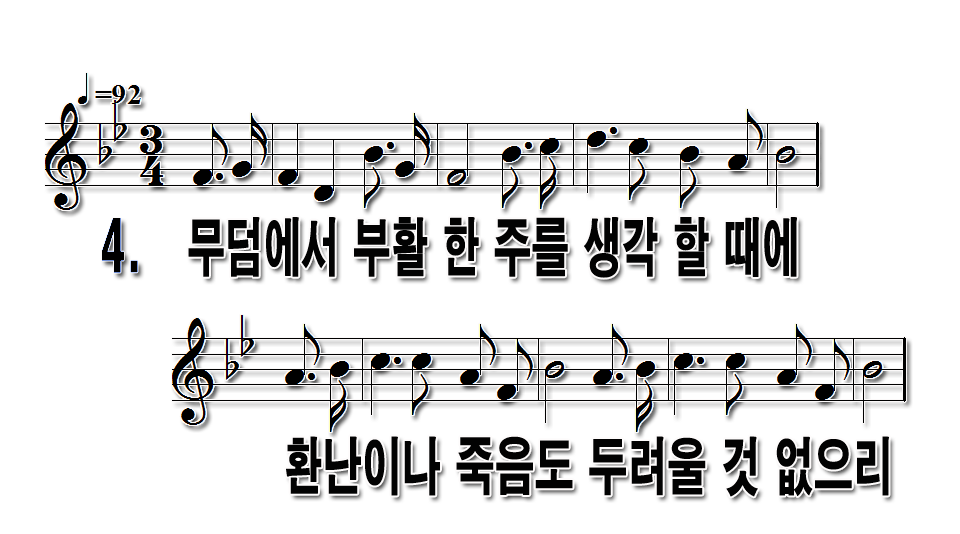 ♩=92
3/4
4. 무덤에서 부활 한 주를 생각 할 때에
환난이나 죽음도 두려울 것 없으리